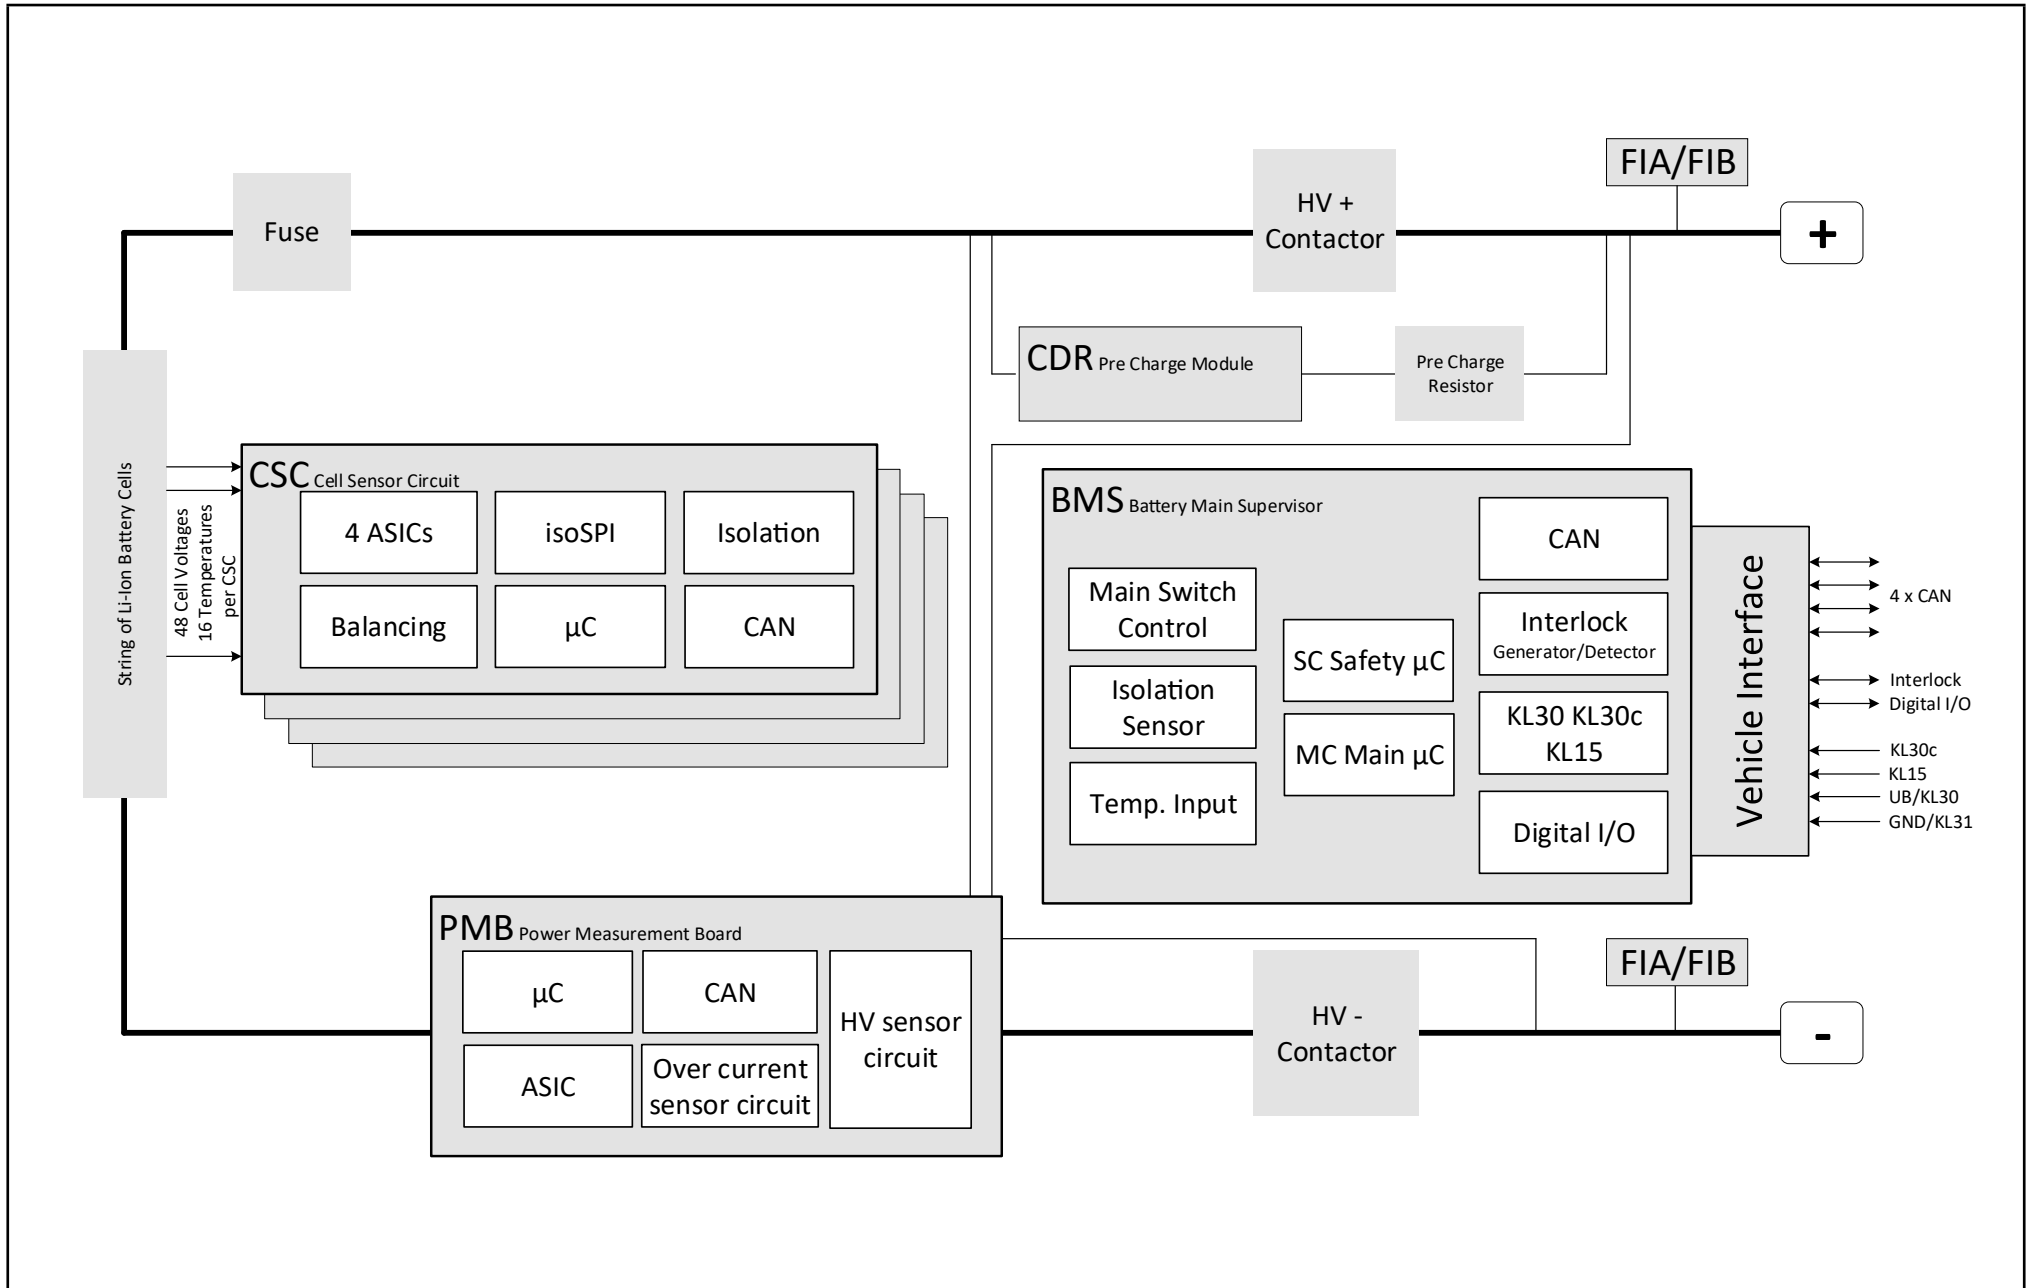 FIA/FIB
HV +
Contactor
Fuse
+
CDR Pre Charge Module
Pre Charge
Resistor
String of Li-Ion Battery Cells
48 Cell Voltages
16 Temperatures
per CSC
CSC Cell Sensor Circuit
4 ASICs
isoSPI
Isolation
Balancing
µC
CAN
BMS Battery Main Supervisor
Main Switch
Control
Isolation
Sensor
Temp. Input
SC Safety µC
MC Main µC
CAN
Interlock
Generator/Detector
KL30 KL30c
KL15
Digital I/O
Vehicle Interface
4 x CAN
Interlock
Digital I/O
KL30c
KL15
UB/KL30
GND/KL31
PMB Power Measurement Board
µC
CAN
HV sensor
circuit
ASIC
Over current
sensor circuit
HV -
Contactor
FIA/FIB
-